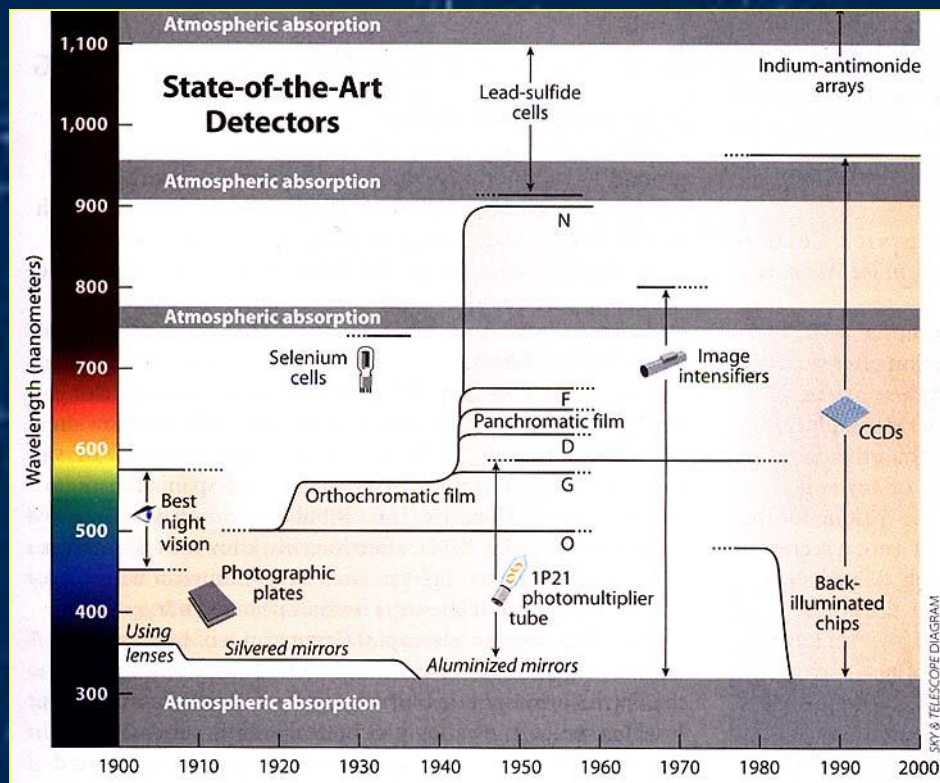 Atmospheric absorption
1,100
State-of-the-Art
Detectors
Lead-sulfide
cells
Indium-antimonide
arrays
1,000
Atmospheric absorption
900
N
800
Atmospheric absorption
Selenium
cells
Image
intensifiers
700
F
Panchromatic film
CCDs
600
D
G
Orthochromatic film
Best
night
vision
500
O
Photographic
plates
1P21
photomultiplier
tube
Back-
illuminated
chips
400
Using
lenses
Silvered mirrors
Aluminized mirrors
300
Atmospheric absorption
Wavelength (nanometers)
1900 1910 1920 1930 1940 1950 1960 1970 1980 1990 2000
SKY & TELESCOPE DIAGRAM